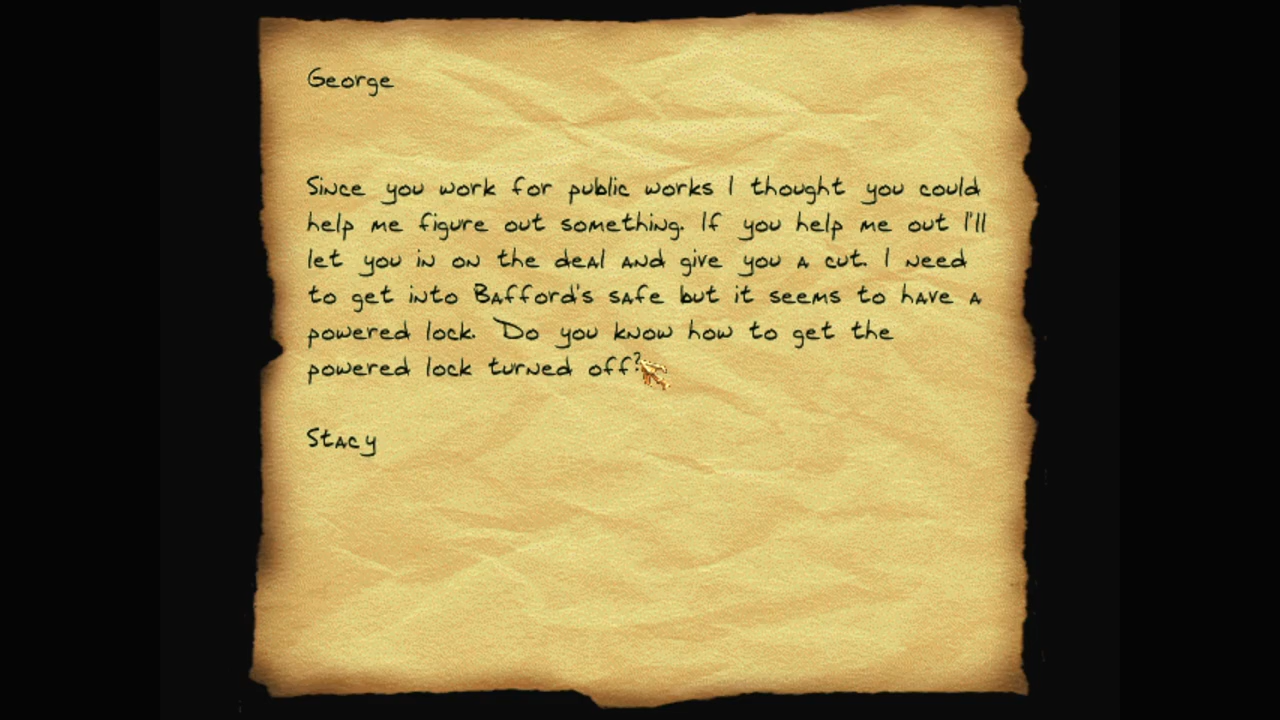 George
Since you work for public works I thought you could
help me figure out something. If you help me out I'll
let you in on the deal and give you a cut. I need
to get into Bafford's safe but it seems to have a
powered lock. Do you know how to get the
powered lock turned off?
Stacy